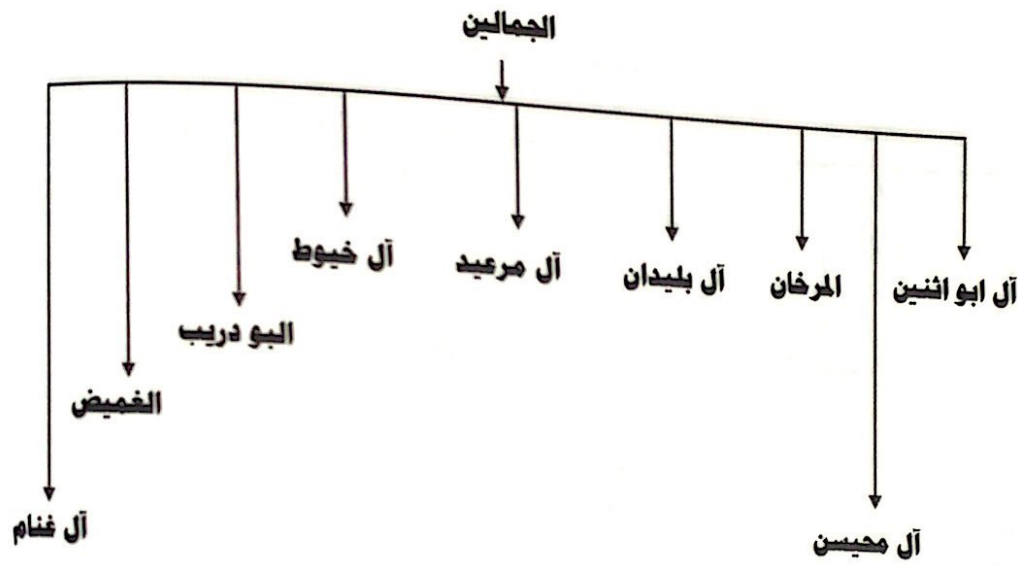 الجمالين
آل ابو اثنين
المرخان
آل بليدان
آل مرعيد
آل خيوط
البو دريب
الغميض
آل محيسن
آل غنام